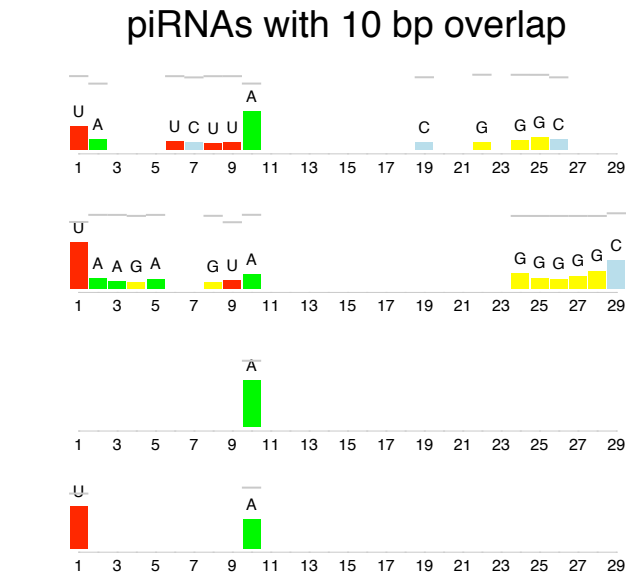 piRNAs with 10 bp overlap
A
U A U C U U C G G G C
1 3 5 7 9 11 13 15 17 19 21 23 25 27 29
U A A G A G U A G G G G G C
1 3 5 7 9 11 13 15 17 19 21 23 25 27 29
A
1 3 5 7 9 11 13 15 17 19 21 23 25 27 29
U A
1 3 5 7 9 11 13 15 17 19 21 23 25 27 29